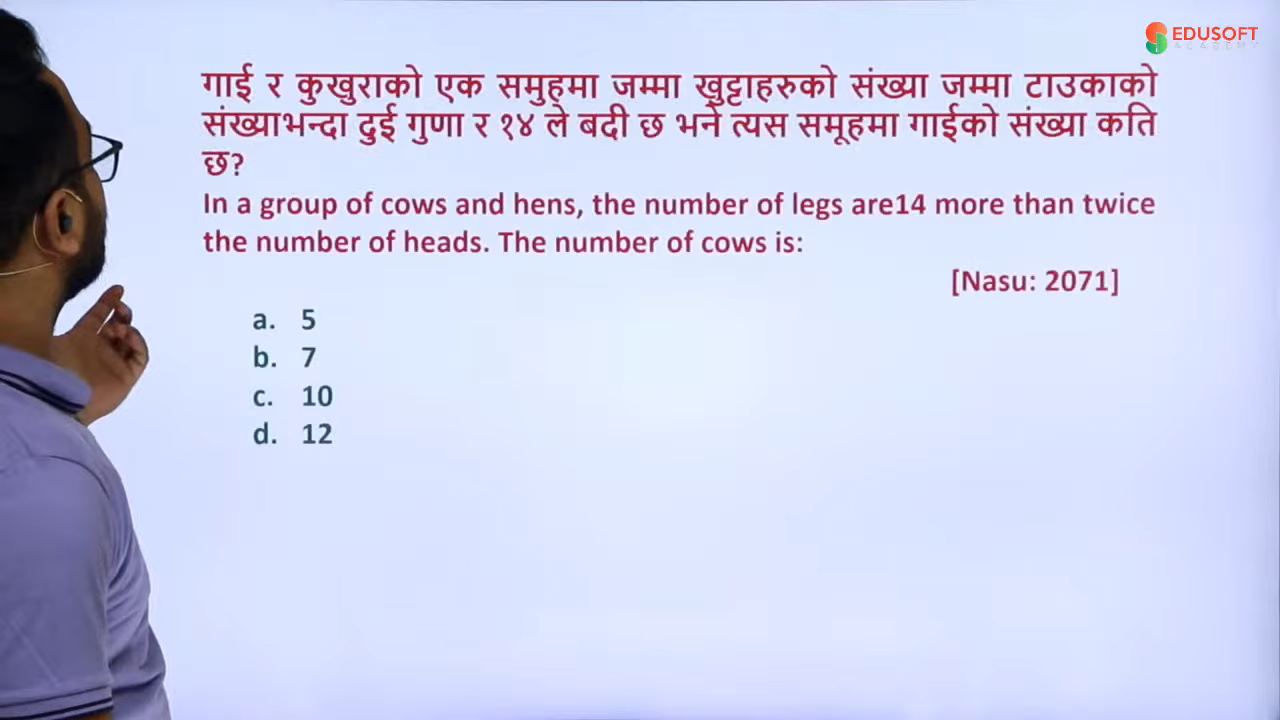 EDUSOFT
ACADEMY
गाई र कुखुराको एक समुहमा जम्मा खुट्टाहरुको संख्या जम्मा टाउकाको
संख्याभन्दा दुई गुणा र १४ ले बढी छ भने त्यस समूहमा गाईको संख्या कति
छ?
In a group of cows and hens, the number of legs are14 more than twice
the number of heads. The number of cows is:
[Nasu: 2071]
a. 5
b. 7
c. 10
d. 12